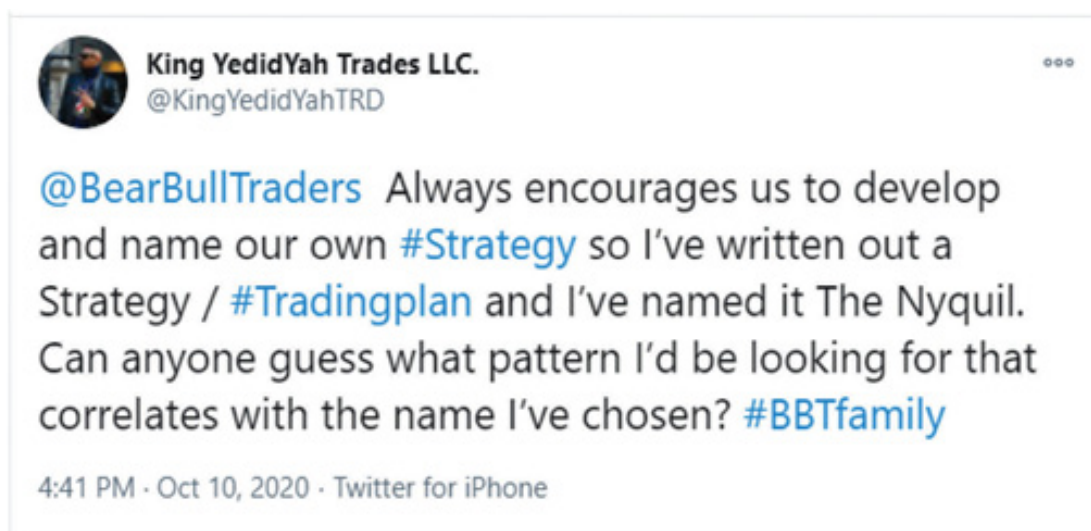 King YedidYah Trades LLC.
@KingYedidYahTRD
@BearBullTraders Always encourages us to develop
and name our own #Strategy so I've written out a
Strategy / #Tradingplan and I've named it The Nyquil.
Can anyone guess what pattern I'd be looking for that
correlates with the name I've chosen? #BBTfamily
4:41 PM · Oct 10, 2020 · Twitter for iPhone